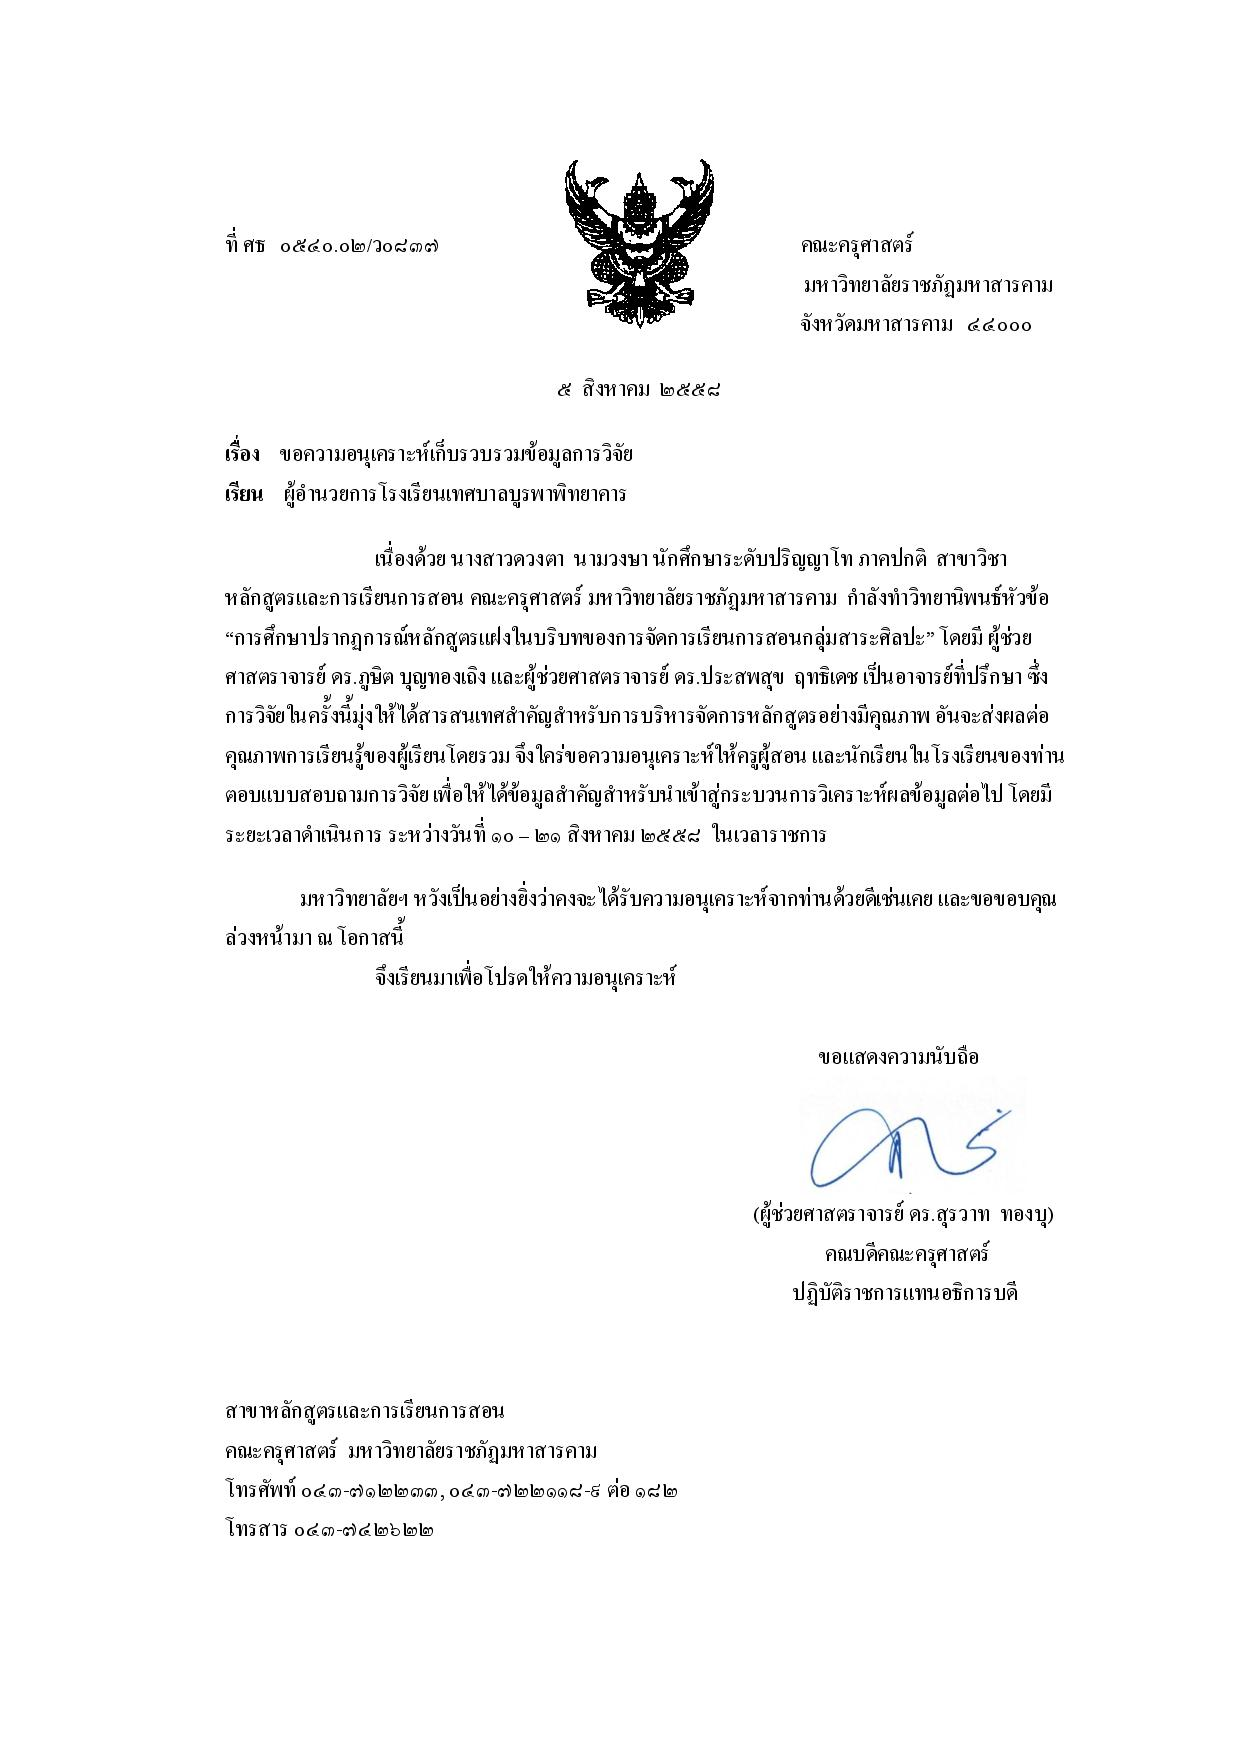 ที่ ศธ ๐๕๔๐.๐๒/ว๐๘๓๗
คณะครุศาสตร์
มหาวิทยาลัยราชภัฏมหาสารคาม
จังหวัดมหาสารคาม ๔๔๐๐๐
๕ สิงหาคม ๒๕๕๘
เรื่อง ขอความอนุเคราะห์เก็บรวบรวมข้อมูลการวิจัย
เรียน ผู้อำนวยการโรงเรียนเทศบาลบูรพาพิทยาคาร
เนื่องด้วย นางสาวดวงตา นามวงษา นักศึกษาระดับปริญญาโท ภาคปกติ สาขาวิชา
หลักสูตรและการเรียนการสอน คณะครุศาสตร์ มหาวิทยาลัยราชภัฏมหาสารคาม กำลังทำวิทยานิพนธ์หัวข้อ
“การศึกษาปรากฏการณ์หลักสูตรแฝงในบริบทของการจัดการเรียนการสอนกลุ่มสาระศิลปะ” โดยมี ผู้ช่วย
ศาสตราจารย์ ดร.ภูษิต บุญทองเถิง และผู้ช่วยศาสตราจารย์ ดร.ประสพสุข ฤทธิเดช เป็นอาจารย์ที่ปรึกษา ซึ่ง
การวิจัยในครั้งนี้มุ่งให้ได้สารสนเทศสำคัญสำหรับการบริหารจัดการหลักสูตรอย่างมีคุณภาพ อันจะส่งผลต่อ
คุณภาพการเรียนรู้ของผู้เรียนโดยรวม จึงใคร่ขอความอนุเคราะห์ให้ครูผู้สอน และนักเรียนในโรงเรียนของท่าน
ตอบแบบสอบถามการวิจัย เพื่อให้ได้ข้อมูลสำคัญสำหรับนำเข้าสู่กระบวนการวิเคราะห์ผลข้อมูลต่อไป โดยมี
ระยะเวลาดำเนินการ ระหว่างวันที่ ๑๐ – ๒๑ สิงหาคม ๒๕๕๘ ในเวลาราชการ
มหาวิทยาลัยฯ หวังเป็นอย่างยิ่งว่าคงจะได้รับความอนุเคราะห์จากท่านด้วยดีเช่นเคย และขอขอบคุณ
ล่วงหน้ามา ณ โอกาสนี้
จึงเรียนมาเพื่อโปรดให้ความอนุเคราะห์
ขอแสดงความนับถือ
(ผู้ช่วยศาสตราจารย์ ดร.สุรวาท ทองบุ)
คณบดีคณะครุศาสตร์
ปฏิบัติราชการแทนอธิการบดี
สาขาหลักสูตรและการเรียนการสอน
คณะครุศาสตร์ มหาวิทยาลัยราชภัฏมหาสารคาม
โทรศัพท์ ๐๔๓-๗๑๒๒๓๓, ๐๔๓-๗๒๒๑๑๘-๙ ต่อ ๑๘๒
โทรสาร ๐๔๓-๗๔๒๖๒๒